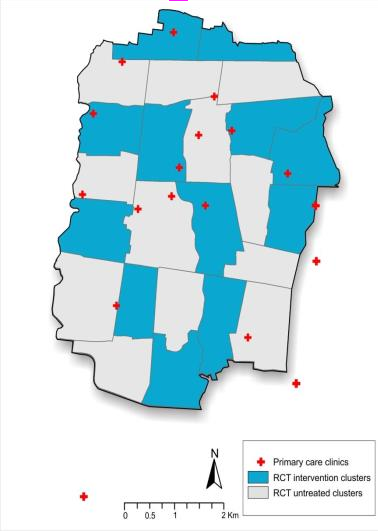 N
0 0.5 1 2 Km
Primary care clinics
RCT intervention clusters
RCT untreated clusters